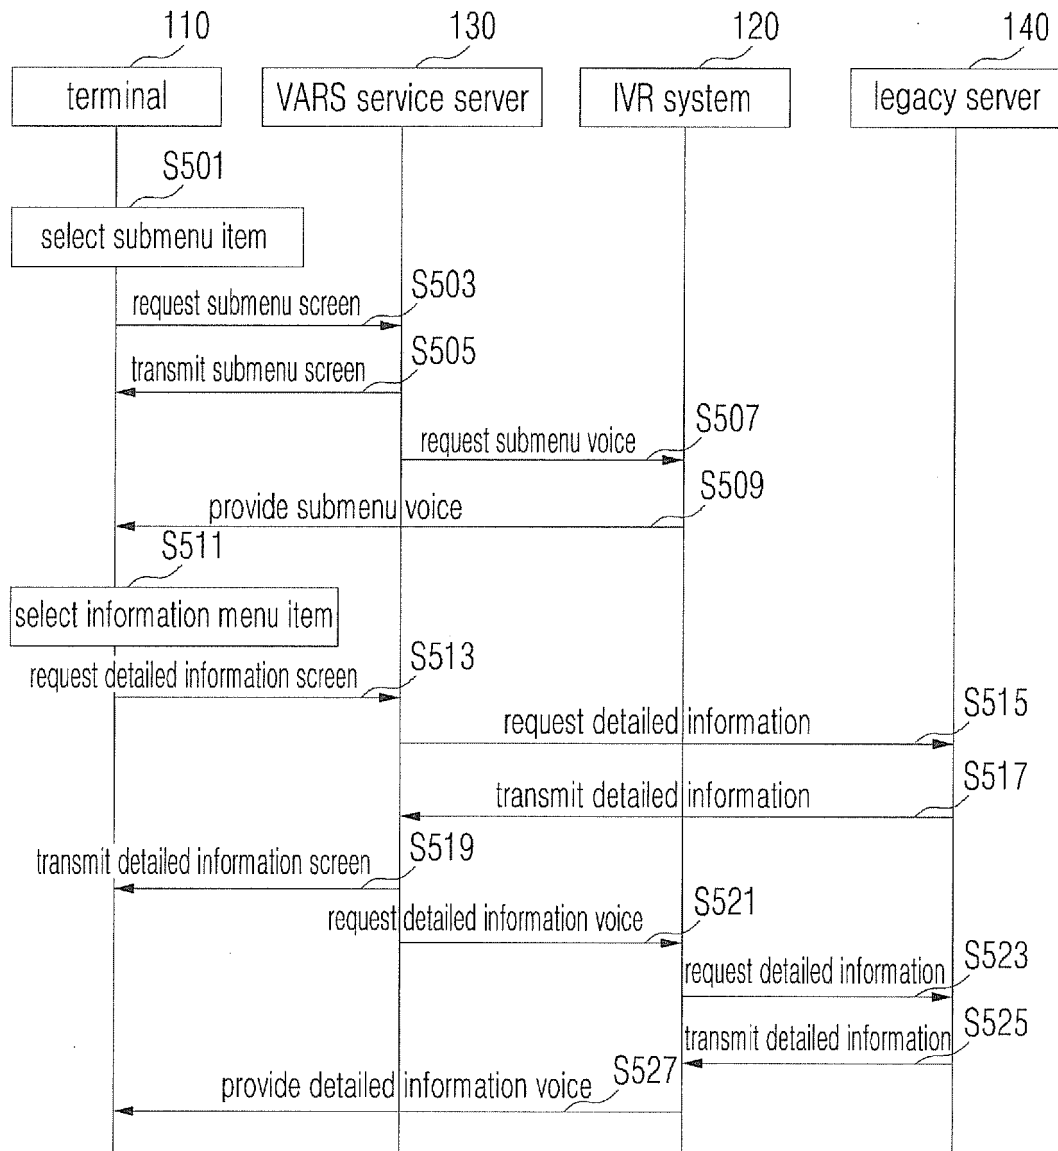 110
130
120
140
terminal
VARS service server
IVR system
legacy server
S501
select submenu item
S503
request submenu screen
S505
transmit submenu screen
S507
request submenu voice
S509
provide submenu voice
S511
select information menu item
S513
request detailed information screen
S515
request detailed information
S517
transmit detailed information
S519
transmit detailed information screen
S521
request detailed information voice
S523
request detailed information
S525
transmit detailed information
S527
provide detailed information voice